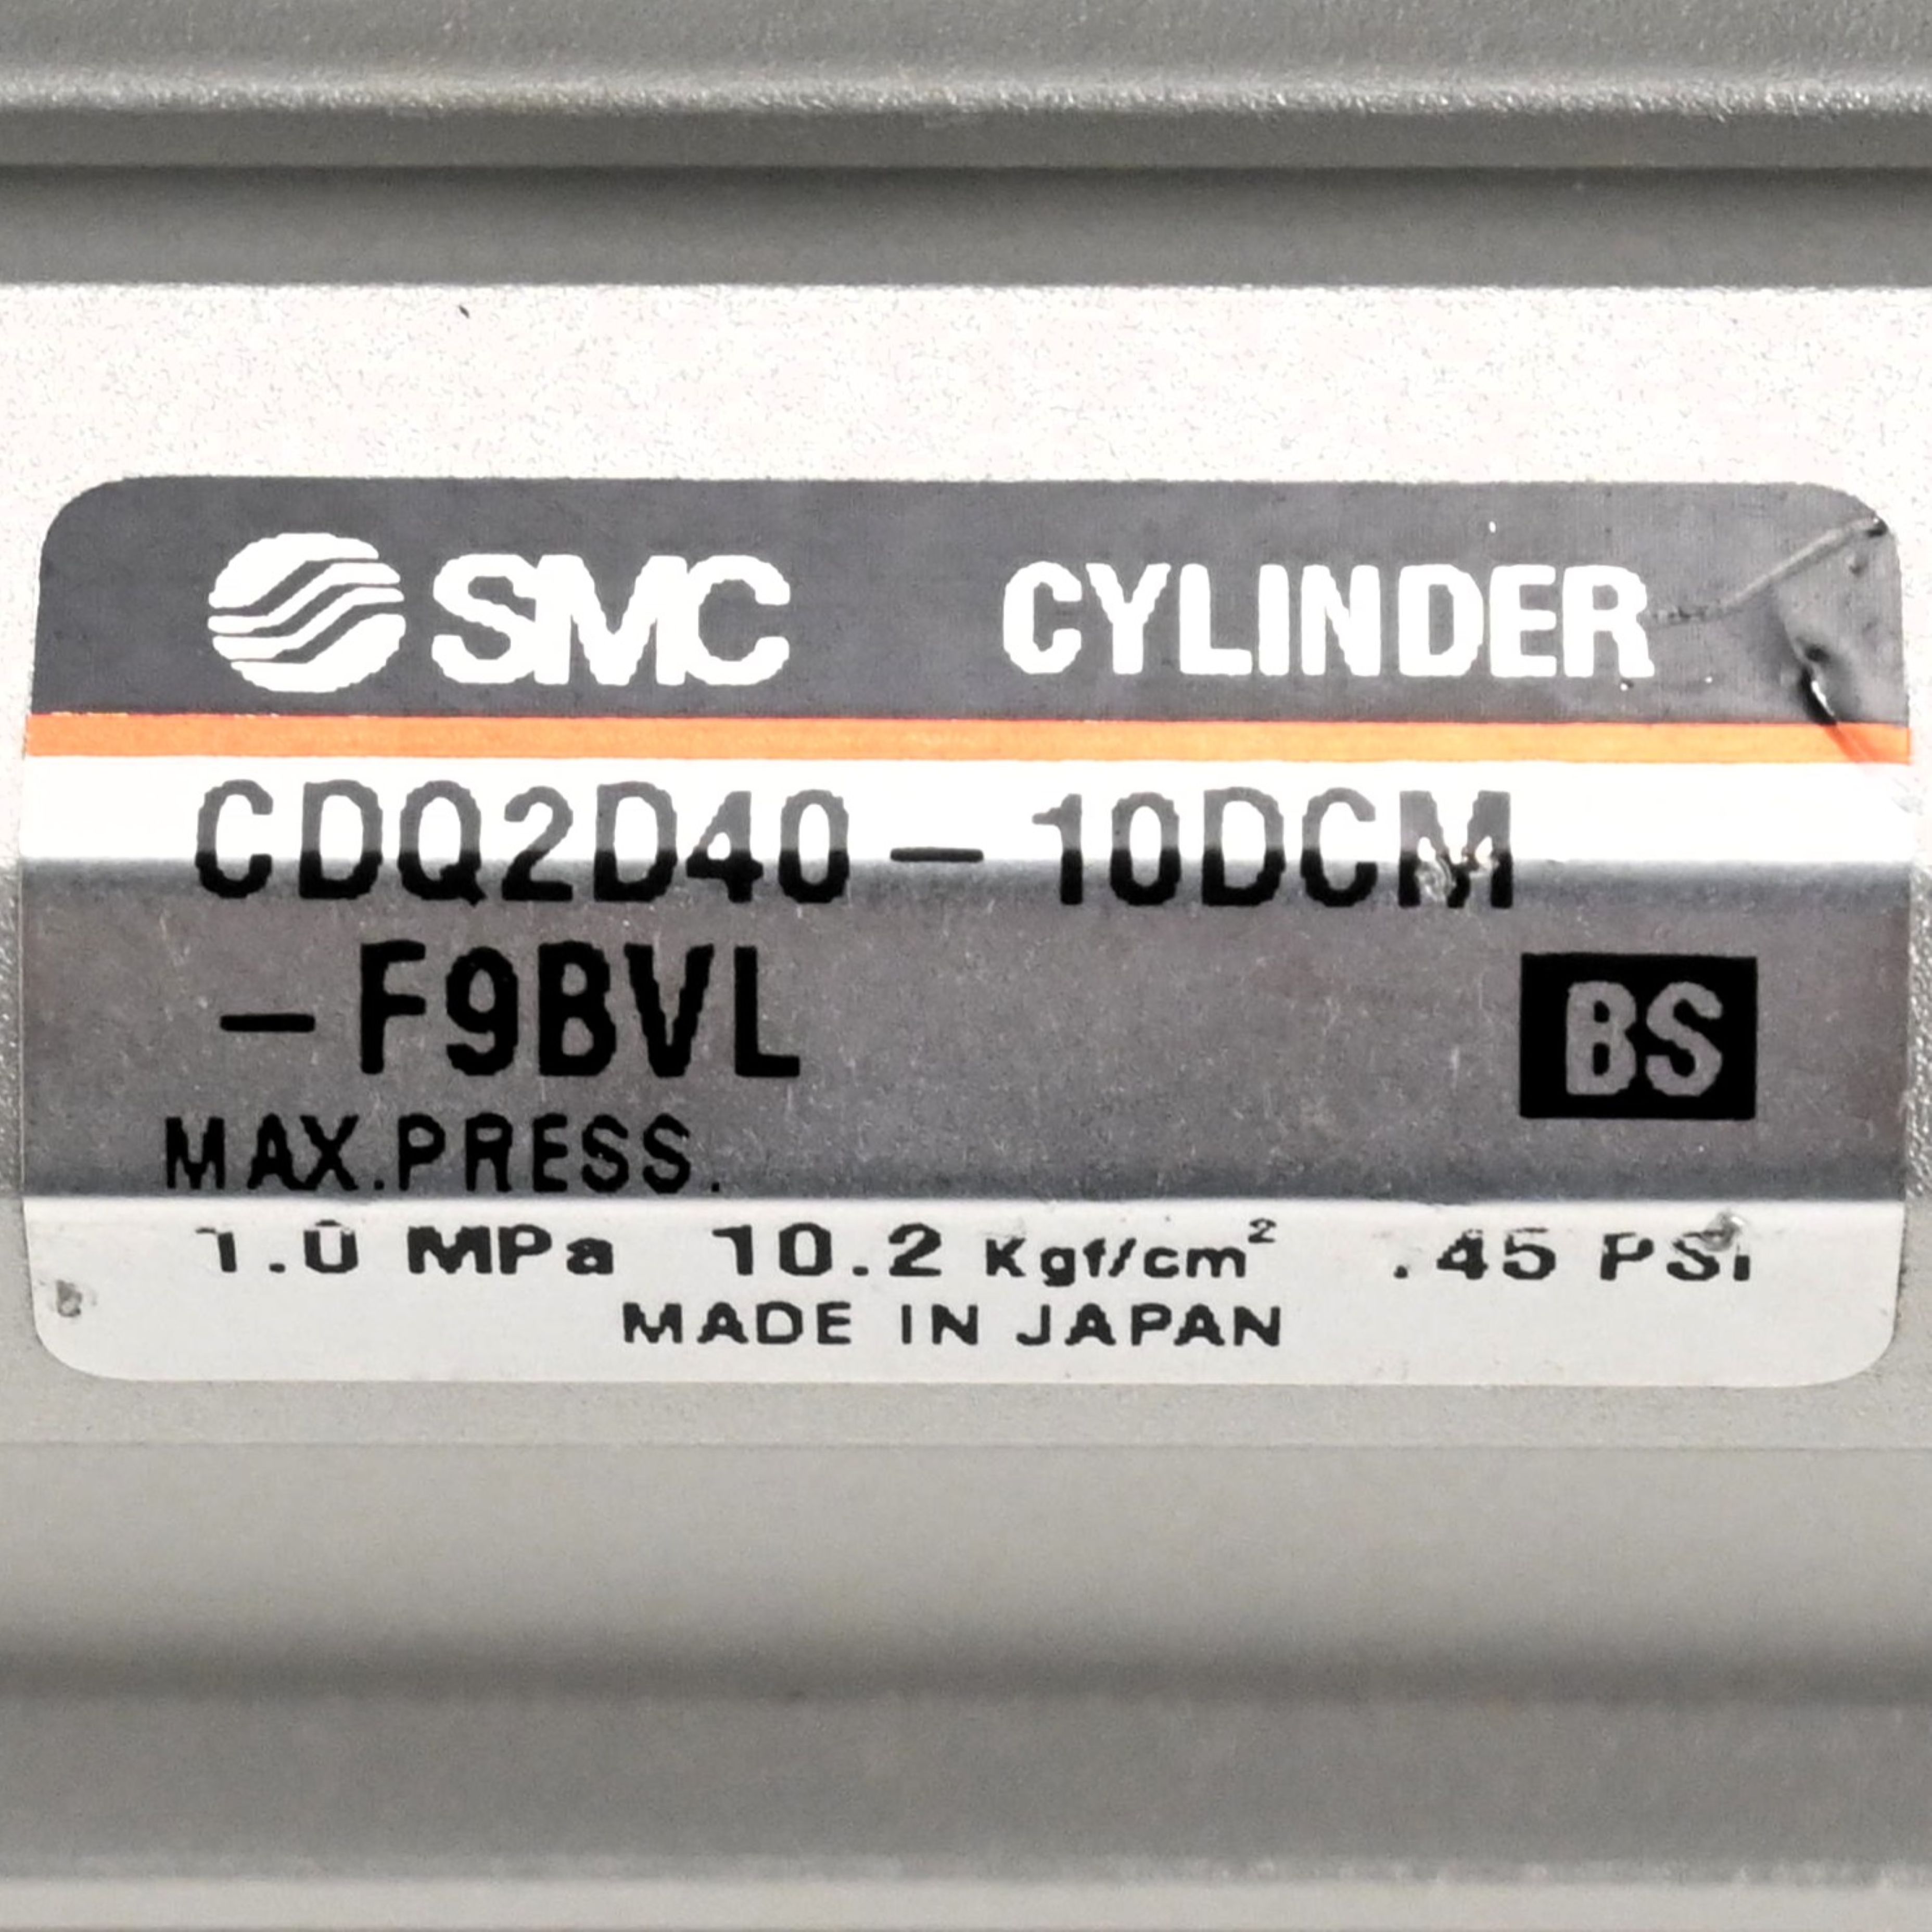 SMC CYLINDER
CDQ2D40-10DCM
-F9BVL BS
MAX.PRESS.
1.0 MPa 10.2 Kgf/cm² .45 PSi
MADE IN JAPAN